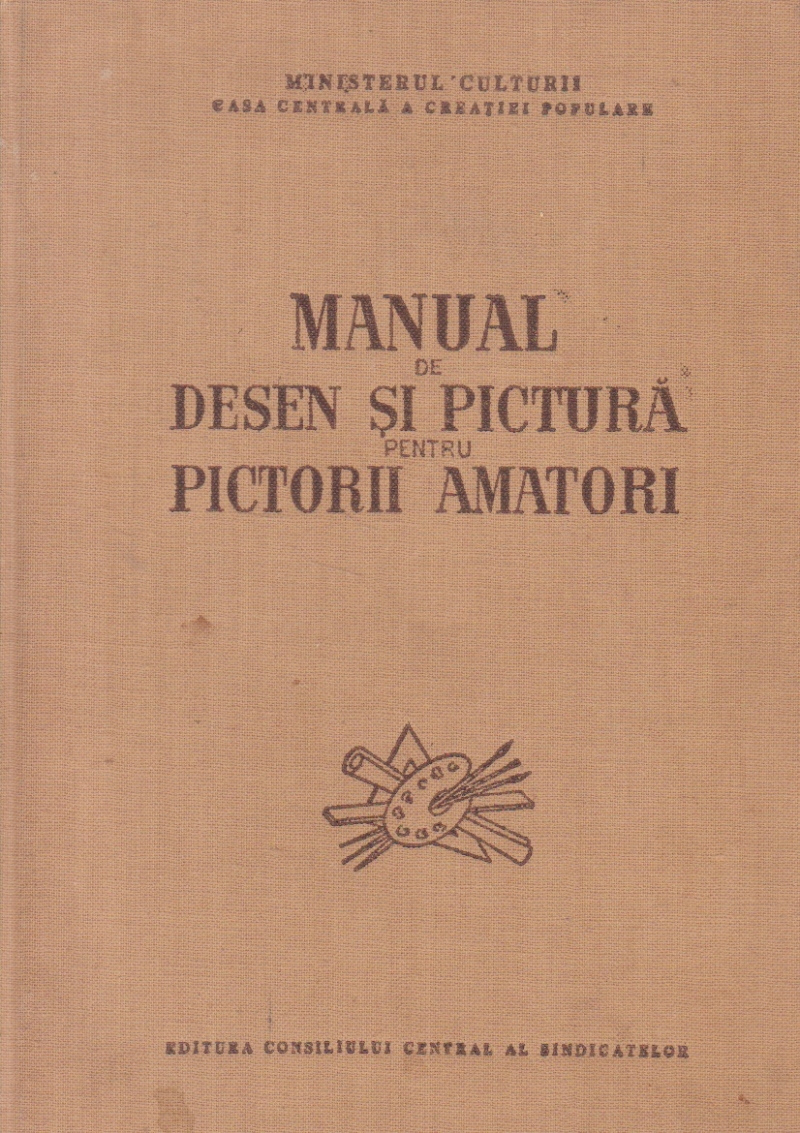 MINISTERUL CULTURII
CASA CENTRALĂ A CREAȚIEI POPULARE
MANUAL
DE
DESEN ȘI PICTURĂ
PENTRU
PICTORII AMATORI
EDITURA CONSILIULUI CENTRAL AL SINDICATELOR